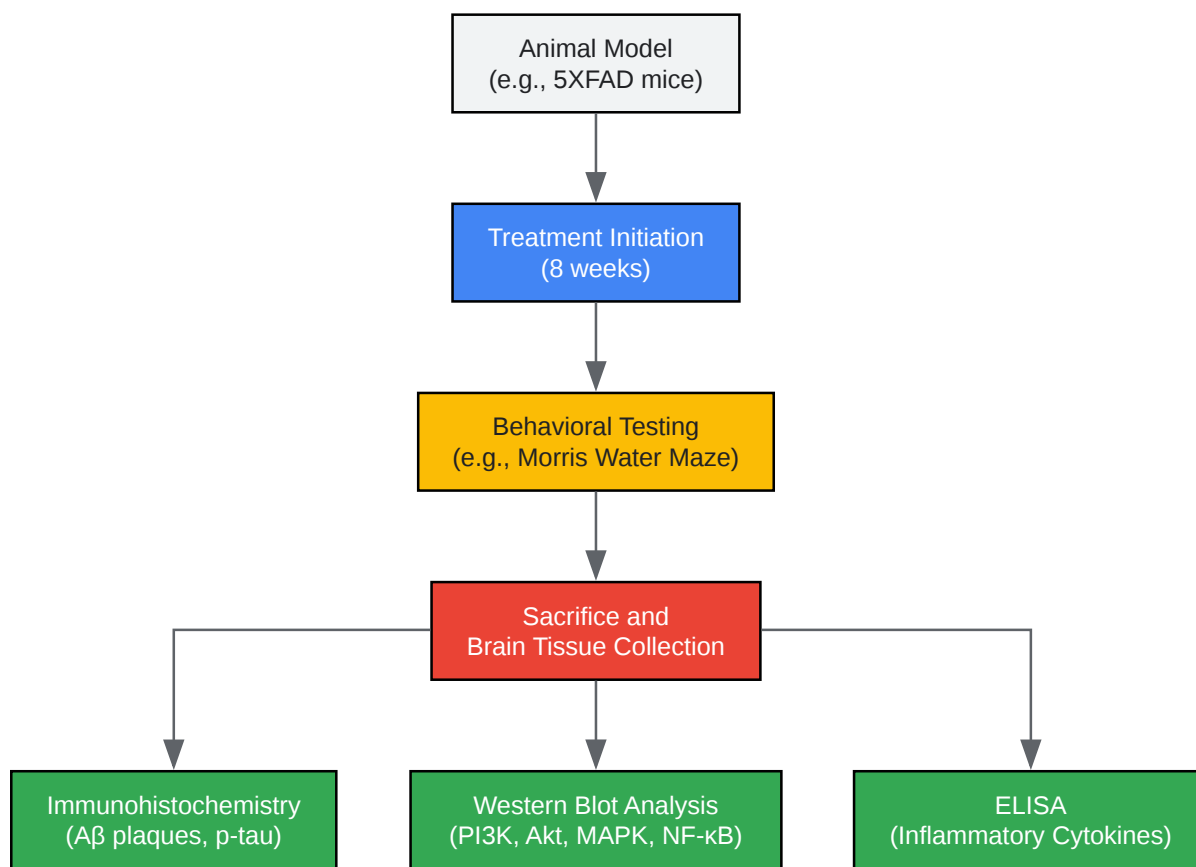 Animal Model
(e.g., 5XFAD mice)
Treatment Initiation
(8 weeks)
Behavioral Testing
(e.g., Morris Water Maze)
Sacrifice and
Brain Tissue Collection
Immunohistochemistry
(Aβ plaques, p-tau)
Western Blot Analysis
(PI3K, Akt, MAPK, NF-κB)
ELISA
(Inflammatory Cytokines)